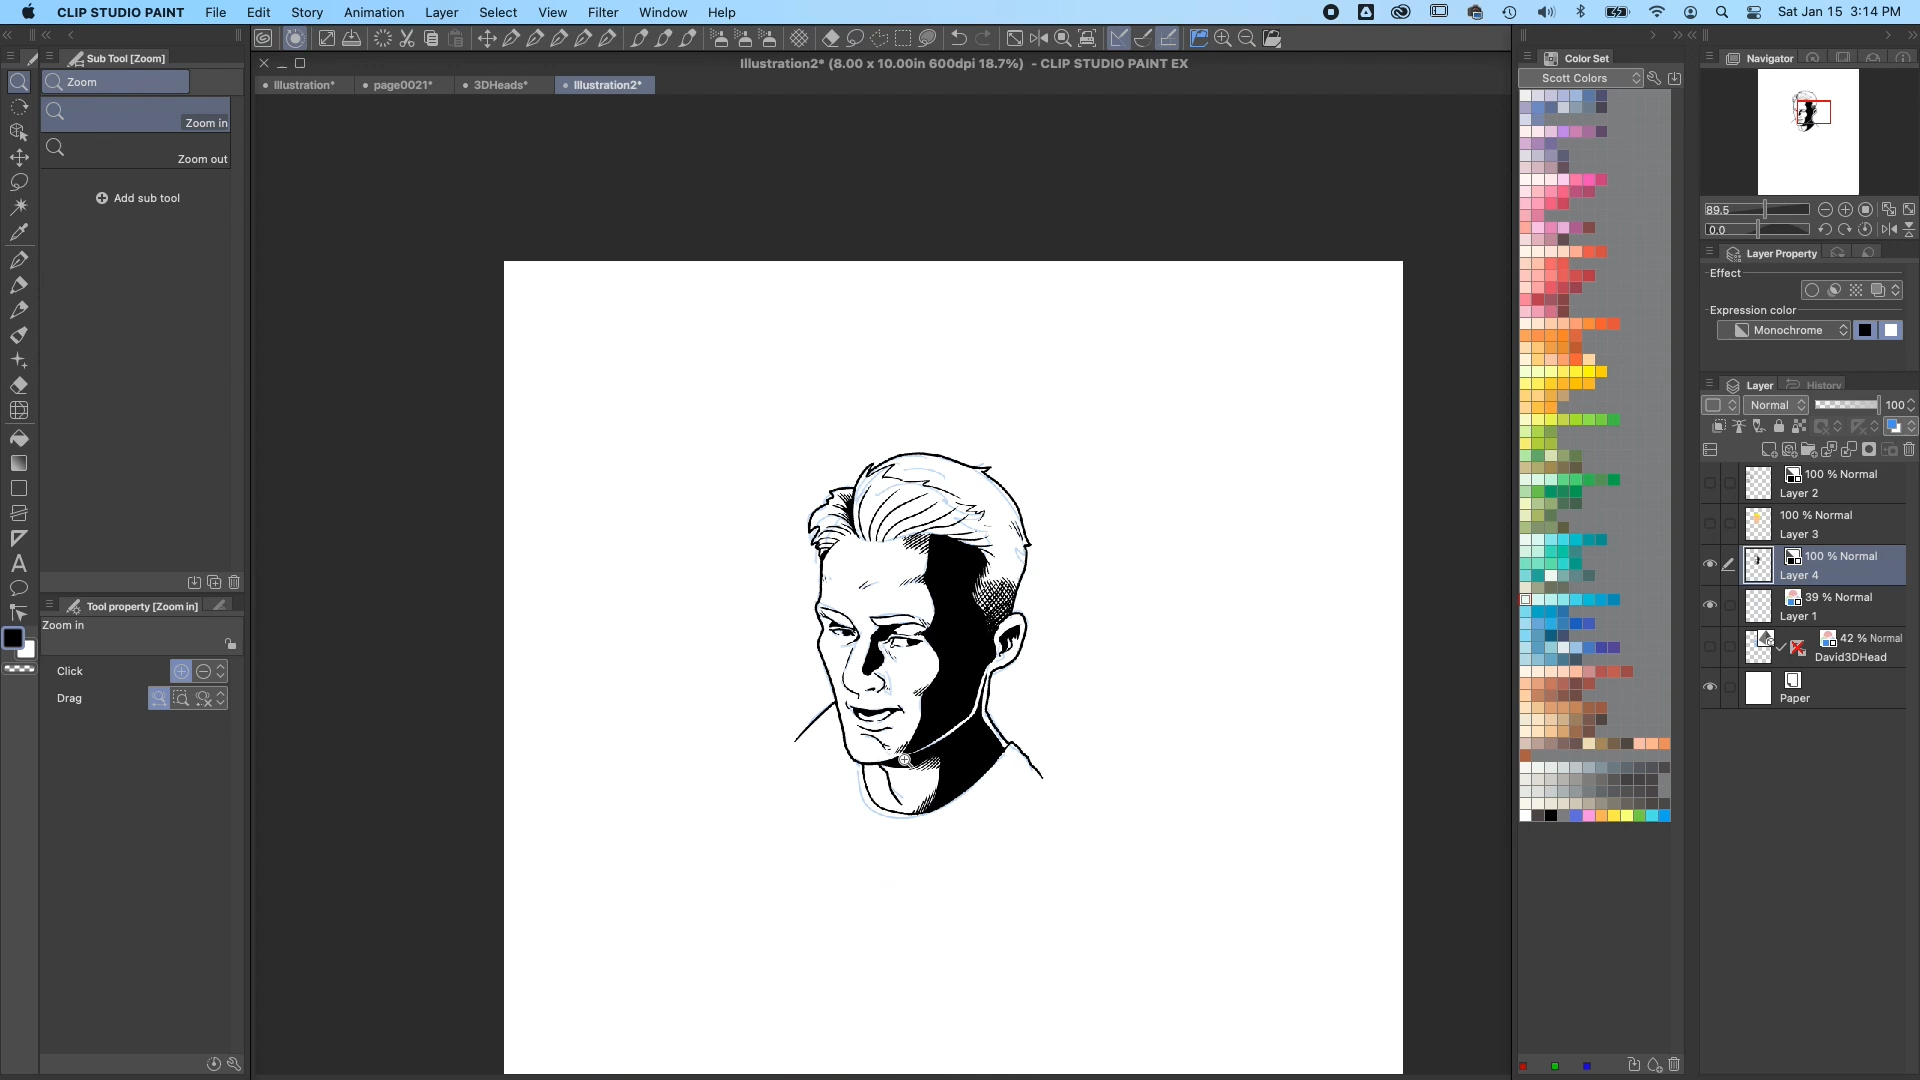 CLIP STUDIO PAINT File Edit Story Animation Layer Select View Filter Window Help Sat Jan 15 3:14 PM
Sub Tool [Zoom]
Illustration2* (8.00 x 10.00in 600dpi 18.7%) - CLIP STUDIO PAINT EX
Color Set
Navigator
Zoom
Illustration* page0021* 3DHeads* Illustration2*
Scott Colors
Zoom in
Zoom out
Add sub tool
89.5
0.0
Layer Property
Effect
Expression color
Monochrome
Layer History
Normal 100
100 % Normal
Layer 2
100 % Normal
Layer 3
100 % Normal
Layer 4
39 % Normal
Layer 1
42 % Normal
David3DHead
Paper
Tool property [Zoom in]
Zoom in
Click
Drag